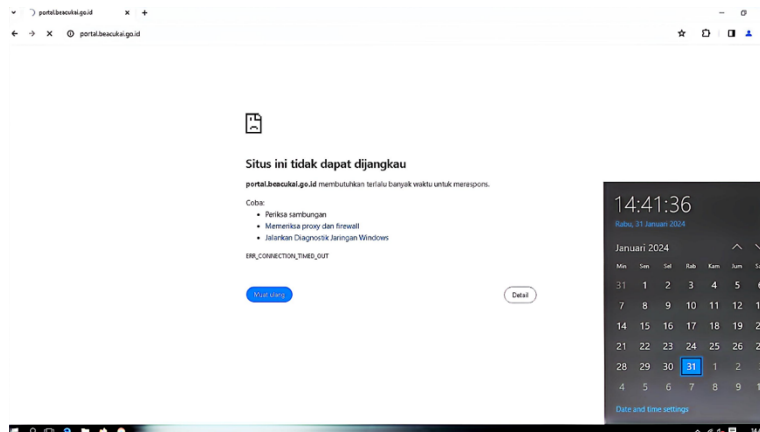 portal.beacukai.go.id
portal.beacukai.go.id
Situs ini tidak dapat dijangkau
portal.beacukai.go.id membutuhkan terlalu banyak waktu untuk merespons.
Coba:
Periksa sambungan
Memeriksa proxy dan firewall
Jalankan Diagnostik Jaringan Windows
ERR_CONNECTION_TIMED_OUT
Muat ulang
Detail
14:41:36
Rabu, 31 Januari 2024
Januari 2024
Min Sen Sel Rab Kam Jum
31 1 2 3 4 5
7 8 9 10 11 12
14 15 16 17 18 19
21 22 23 24 25 26
28 29 30 31 1 2
4 5 6 7 8 9
Date and time settings